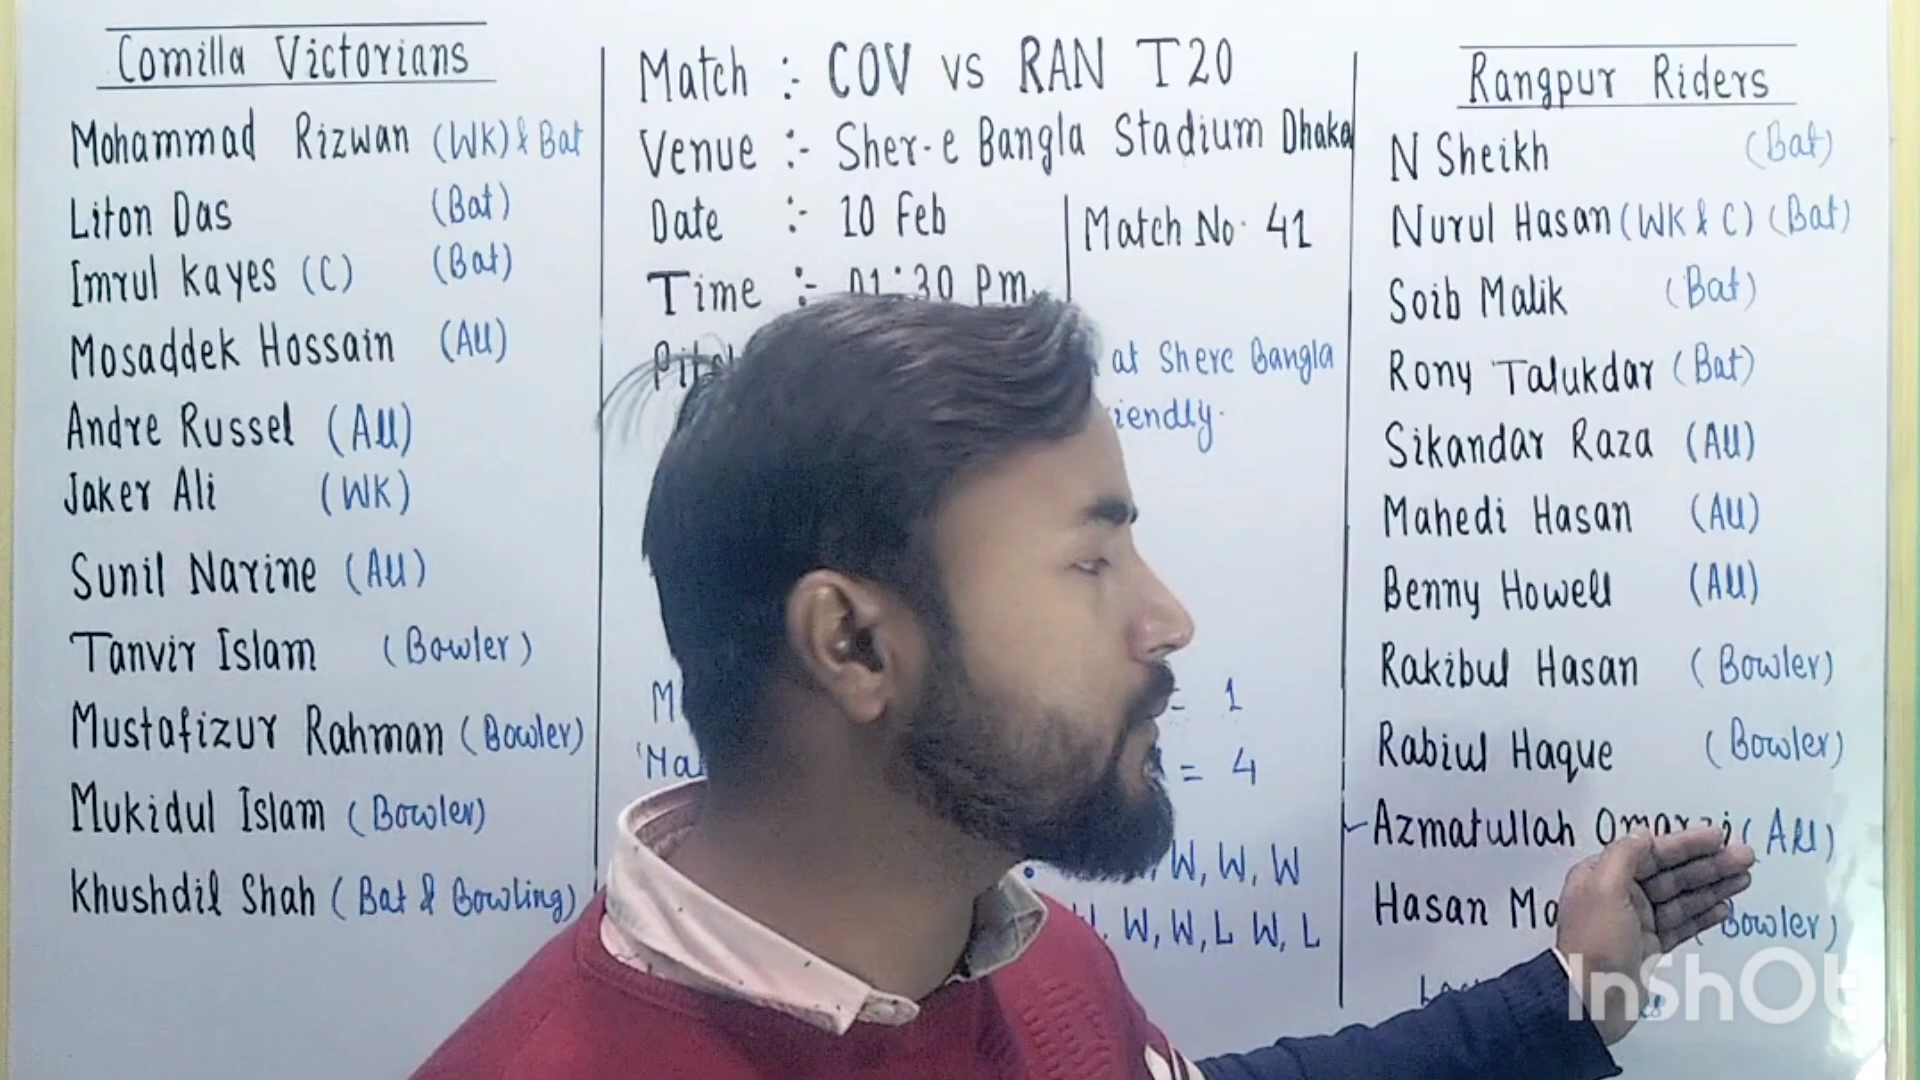 Comilla Victorians
Mohammad Rizwan (WK) & Bat
Liton Das (Bat)
Imrul Kayes (C) (Bat)
Mosaddek Hossain (All)
Andre Russel (All)
Jaker Ali (WK)
Sunil Narine (All)
Tanvir Islam (Bowler)
Mustafizur Rahman (Bowler)
Mukidul Islam (Bowler)
Khushdil Shah (Bat & Bowling)
Match :- COV vs RAN T20
Venue :- Sher-e Bangla Stadium Dhaka
Date :- 10 Feb
Match No. 41
Time :- 01:30 Pm
at Shere Bangla
iendly.
= 1
= 4
W, W, W
W, W, L W, L
Rangpur Riders
N Sheikh (Bat)
Nurul Hasan (WK & C) (Bat)
Soib Malik (Bat)
Rony Talukdar (Bat)
Sikandar Raza (All)
Mahedi Hasan (All)
Benny Howell (All)
Rakibul Hasan (Bowler)
Rabiul Haque (Bowler)
Azmatullah Omarzi (All)
Hasan Bowler)
InShOt